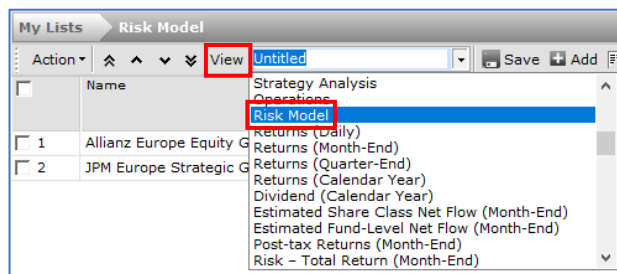 My Lists Risk Model
Action View Untitled Save Add
Name Strategy Analysis
Operations
Risk Model
Returns (Daily)
1 Allianz Europe Equity G Returns (Month-End)
Returns (Quarter-End)
2 JPM Europe Strategic G Returns (Calendar Year)
Dividend (Calendar Year)
Estimated Share Class Net Flow (Month-End)
Estimated Fund-Level Net Flow (Month-End)
Post-tax Returns (Month-End)
Risk – Total Return (Month-End)